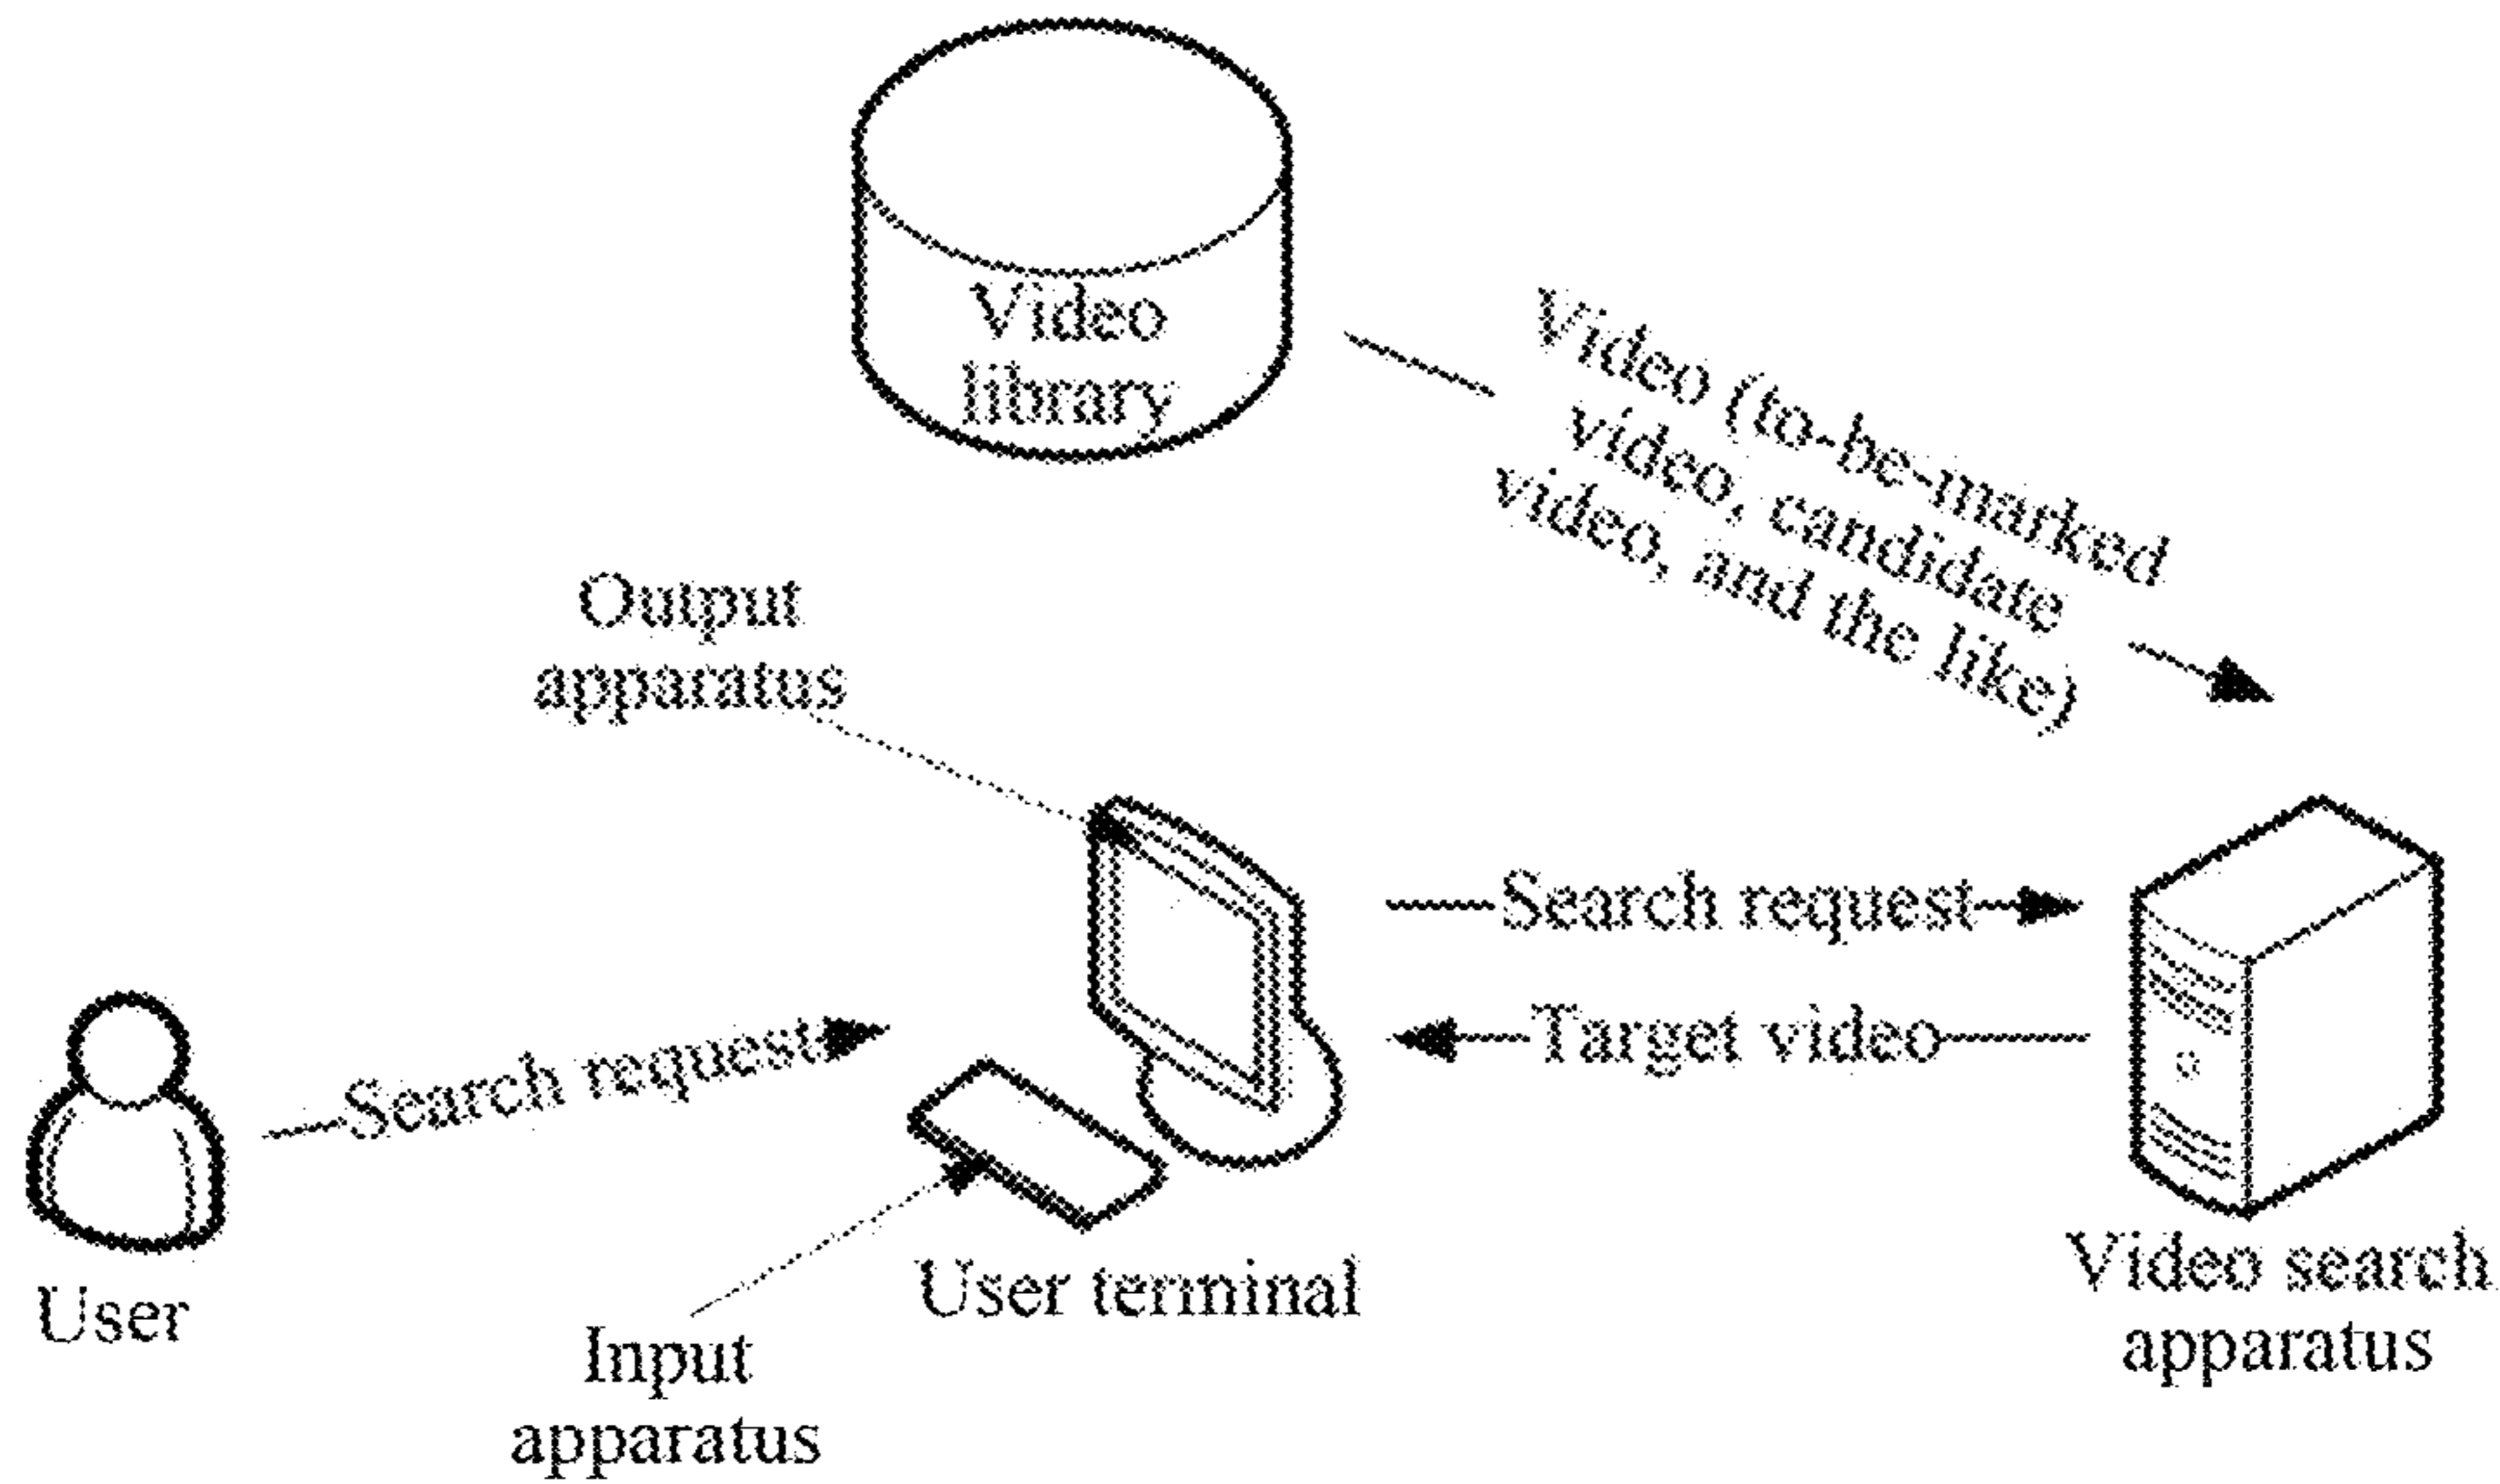 Video
library
Video (to-be-marked
video, candidate
video, and the like)
Output
apparatus
Search request
Target video
Search request
User
Input
apparatus
User terminal
Video search
apparatus